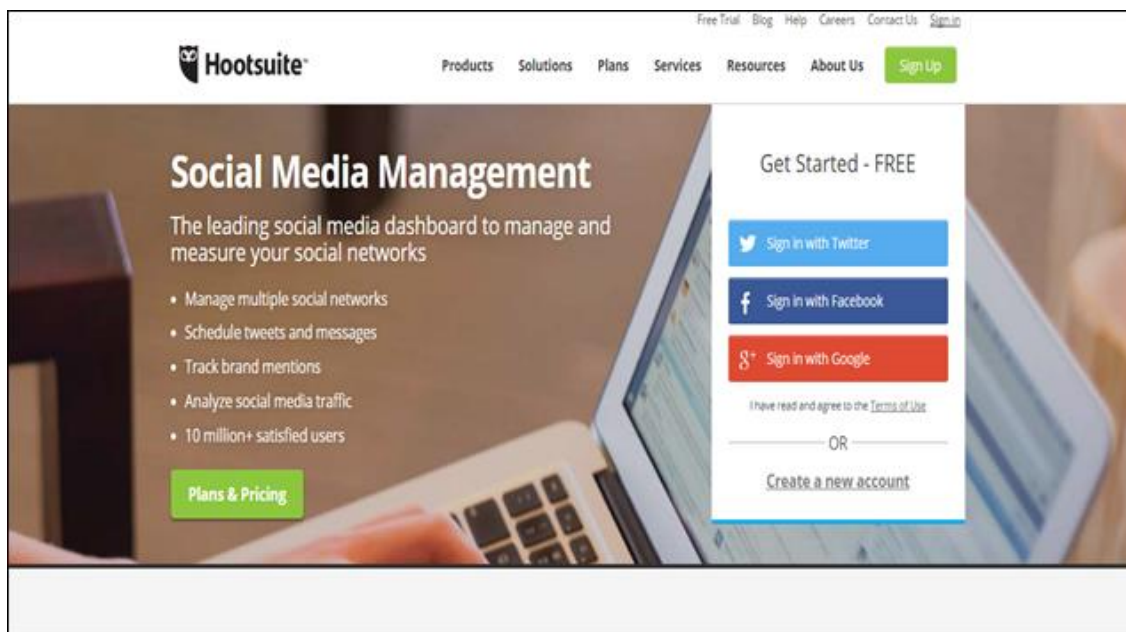 Free Trial Blog Help Careers Contact Us Sign in
Hootsuite™
Products Solutions Plans Services Resources About Us Sign Up
Social Media Management
The leading social media dashboard to manage and
measure your social networks
• Manage multiple social networks
• Schedule tweets and messages
• Track brand mentions
• Analyze social media traffic
• 10 million+ satisfied users
Plans & Pricing
Get Started - FREE
Sign in with Twitter
f Sign in with Facebook
g+ Sign in with Google
I have read and agree to the Terms of Use
OR
Create a new account